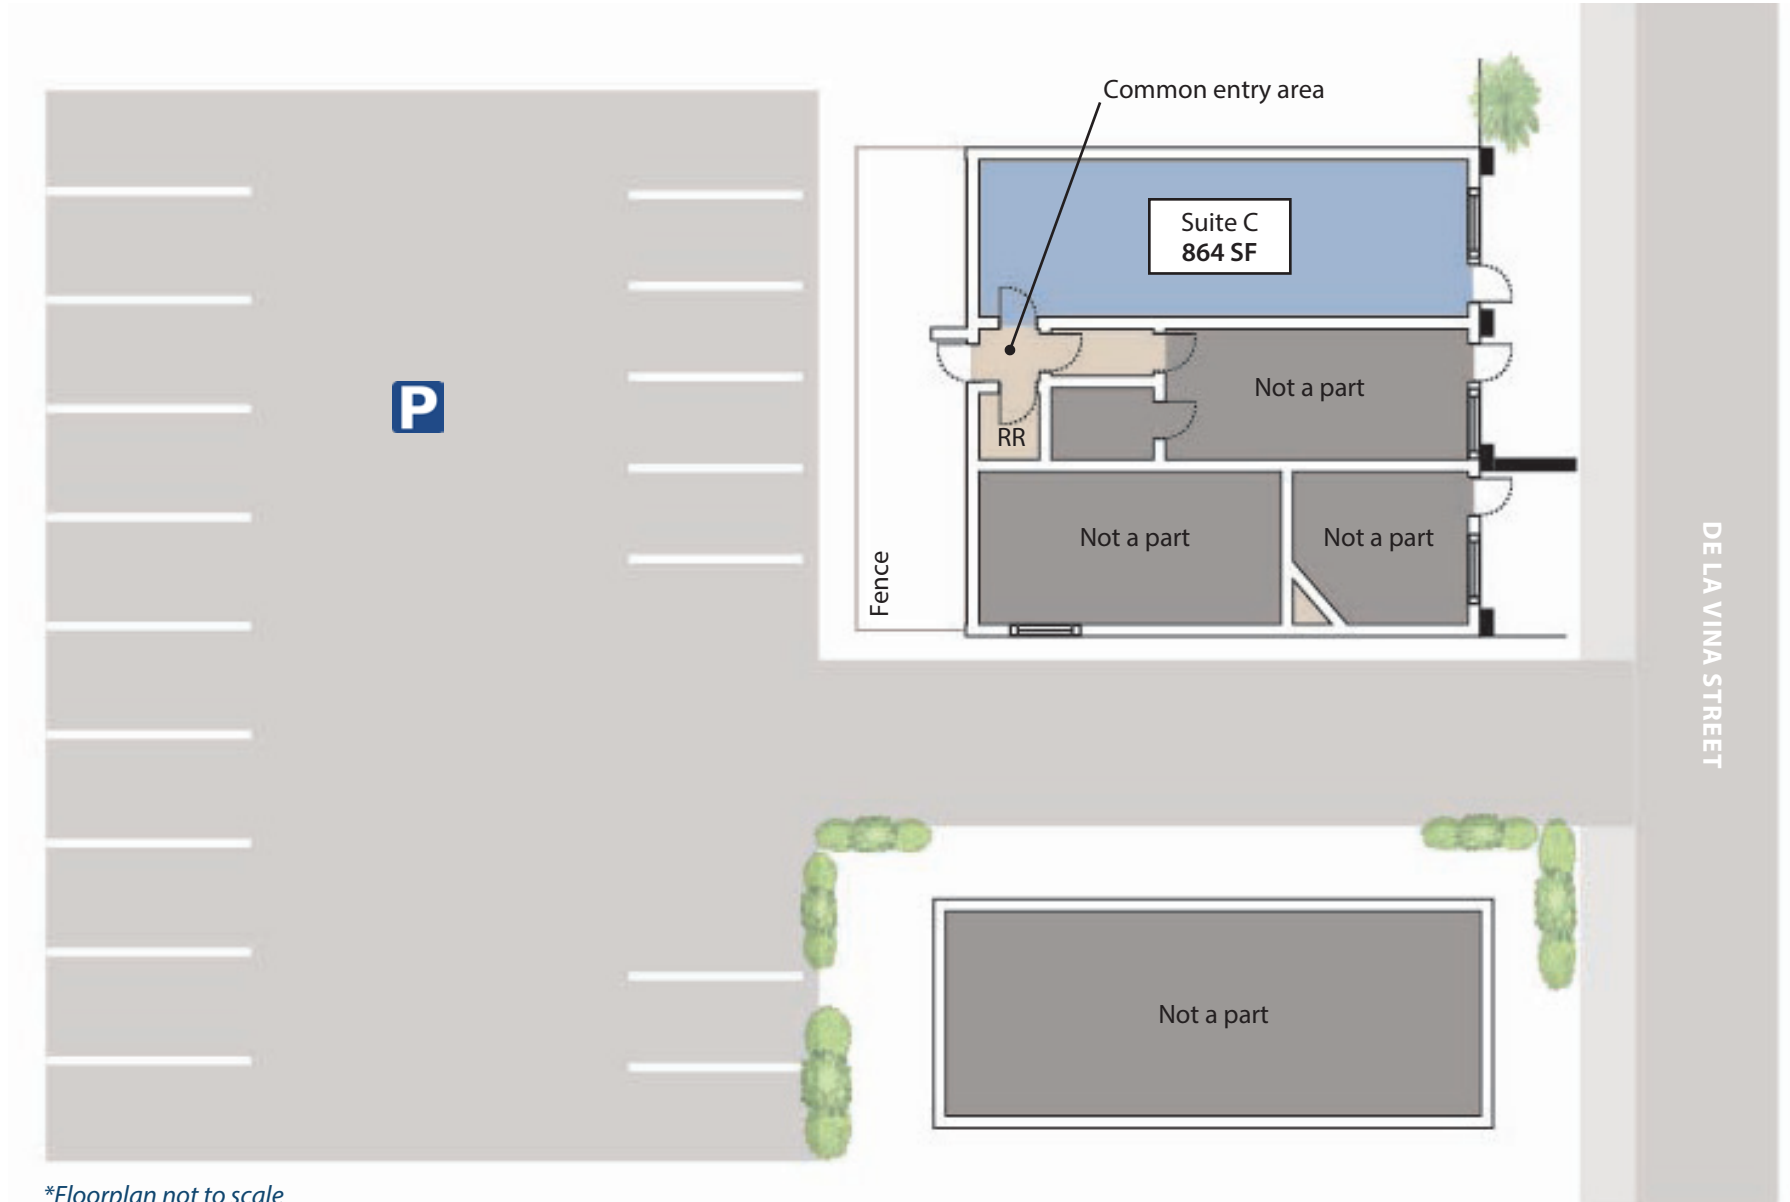 Common entry area
Suite C
864 SF
P
Not a part
RR
Not a part
Not a part
Fence
DE LA VINA STREET
Not a part
*Floorplan not to scale